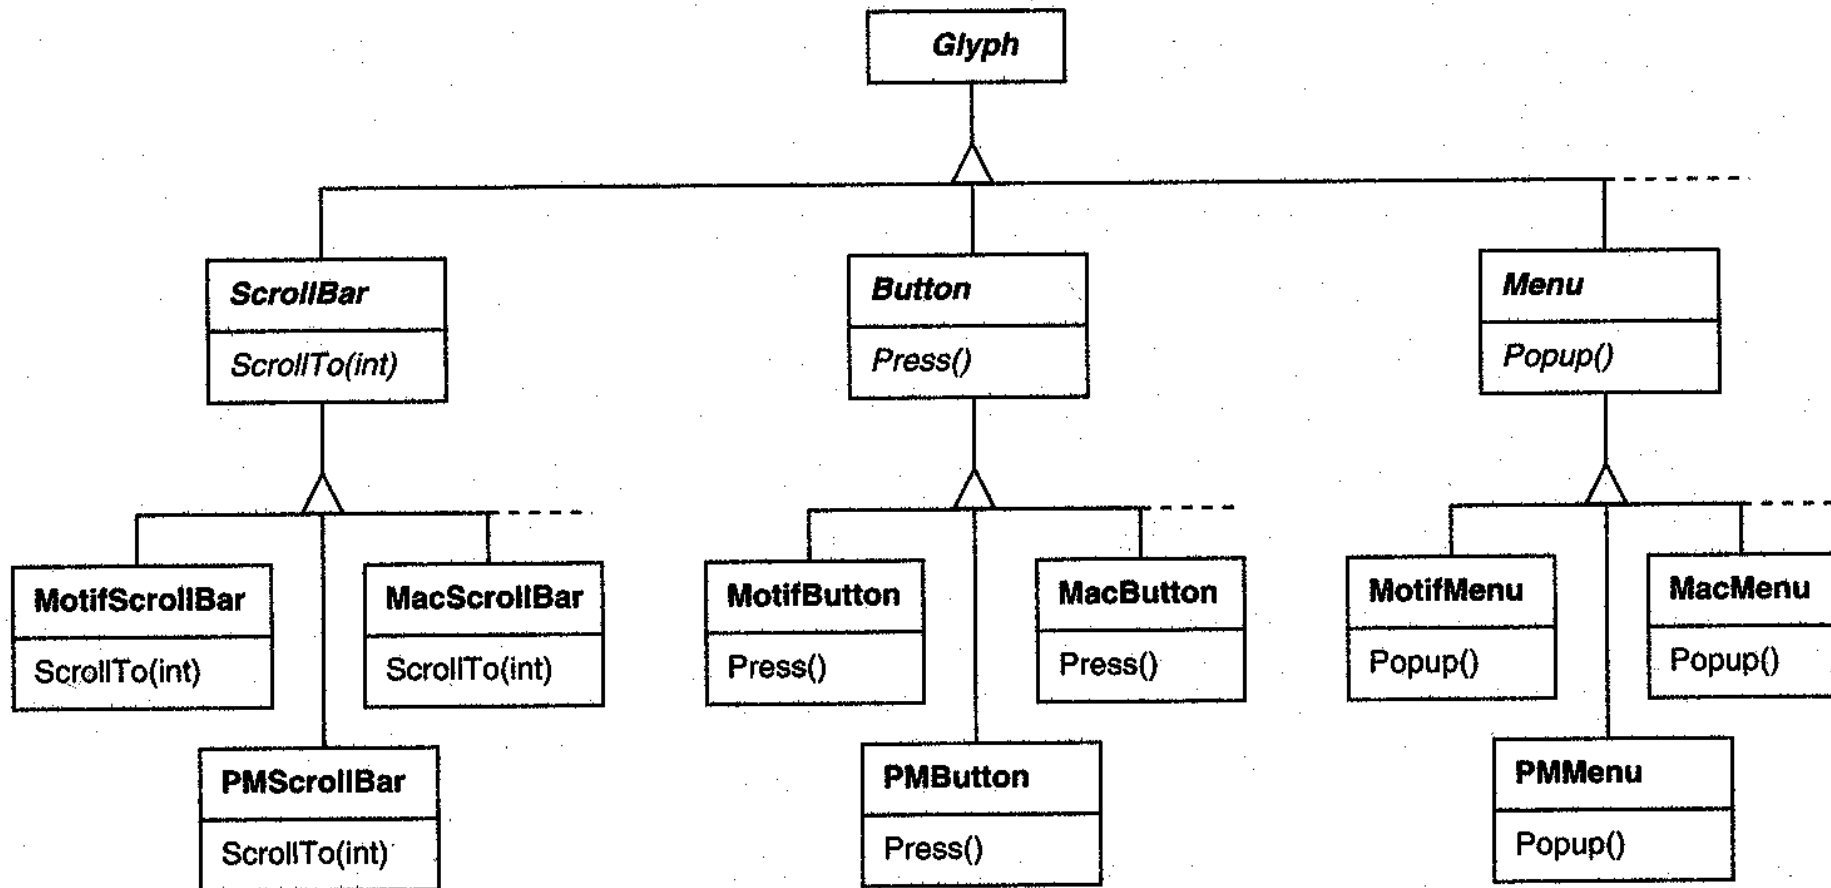 Glyph
ScrollBar
ScrollTo(int)
Button
Press()
Menu
Popup()
MotifScrollBar
ScrollTo(int)
MacScrollBar
ScrollTo(int)
PMScrollBar
ScrollTo(int)
MotifButton
Press()
MacButton
Press()
PMButton
Press()
MotifMenu
Popup()
MacMenu
Popup()
PMMenu
Popup()